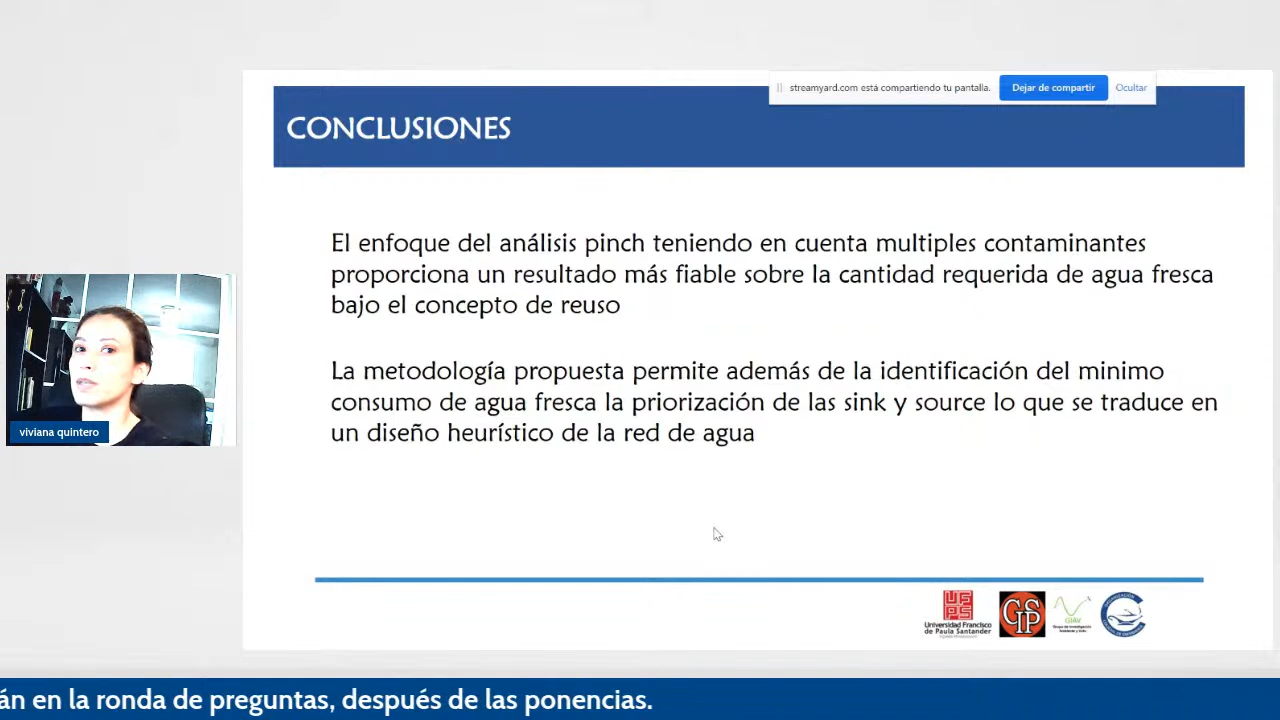 streamyard.com está compartiendo tu pantalla.
Dejar de compartir
Ocultar
CONCLUSIONES
El enfoque del análisis pinch teniendo en cuenta multiples contaminantes
proporciona un resultado más fiable sobre la cantidad requerida de agua fresca
bajo el concepto de reuso
La metodología propuesta permite además de la identificación del minimo
consumo de agua fresca la priorización de las sink y source lo que se traduce en
un diseño heurístico de la red de agua
viviana quintero
UFPS
Universidad Francisco
de Paula Santander
GIAV
án en la ronda de preguntas, después de las ponencias.